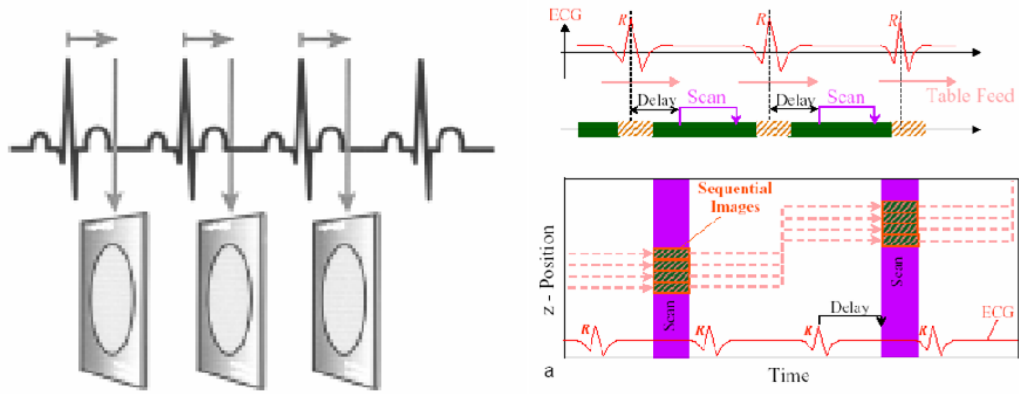 ECG
R
R
R
Delay
Scan
Delay
Scan
Table Feed
Sequential
Images
z - Position
Scan
Scan
Delay
ECG
R
R
R
R
a
Time